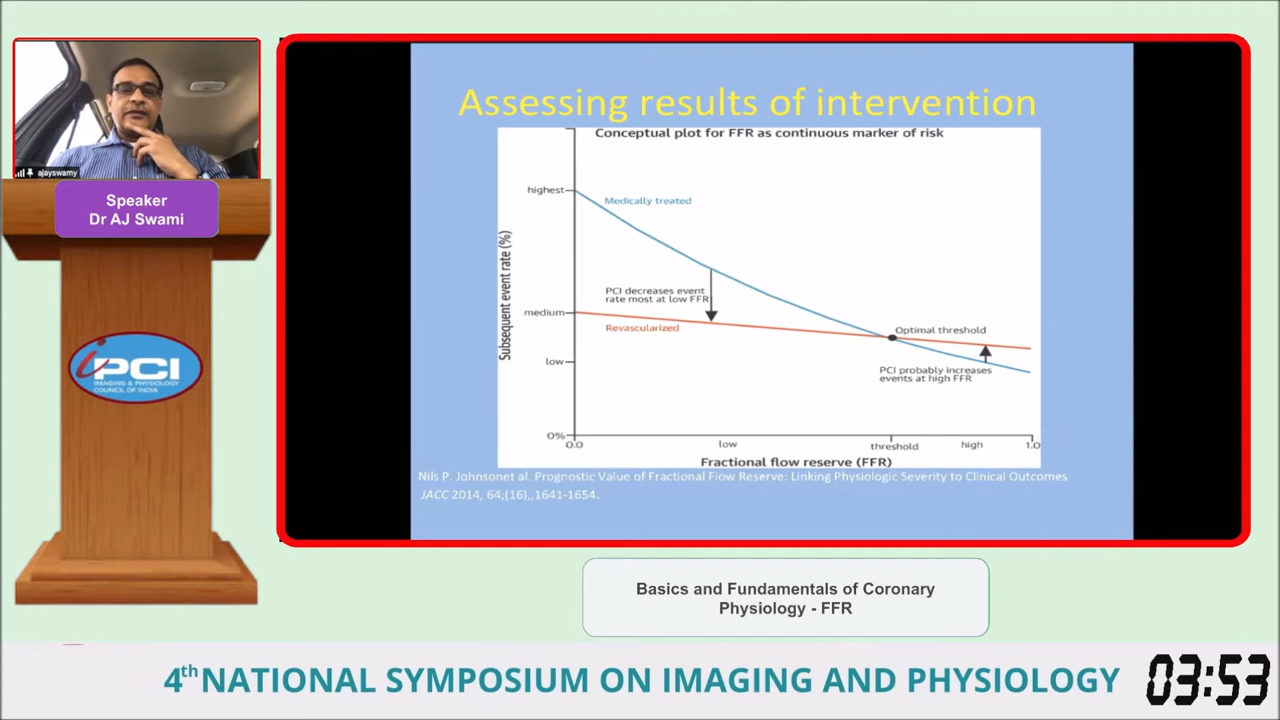 ajayswamy
Speaker
Dr AJ Swami
iPCI
IMAGING & PHYSIOLOGY
COUNCIL OF INDIA
Assessing results of intervention
Conceptual plot for FFR as continuous marker of risk
highest
Medically treated
Subsequent event rate (%)
PCI decreases event
rate most at low FFR
medium
Revascularized
Optimal threshold
low
PCI probably increases
events at high FFR
0%
0.0
low
threshold
high
1.0
Fractional flow reserve (FFR)
Nils P. Johnsonet al. Prognostic Value of Fractional Flow Reserve: Linking Physiologic Severity to Clinical Outcomes
JACC 2014, 64;(16),,1641-1654.
Basics and Fundamentals of Coronary
Physiology - FFR
4th NATIONAL SYMPOSIUM ON IMAGING AND PHYSIOLOGY
03:53